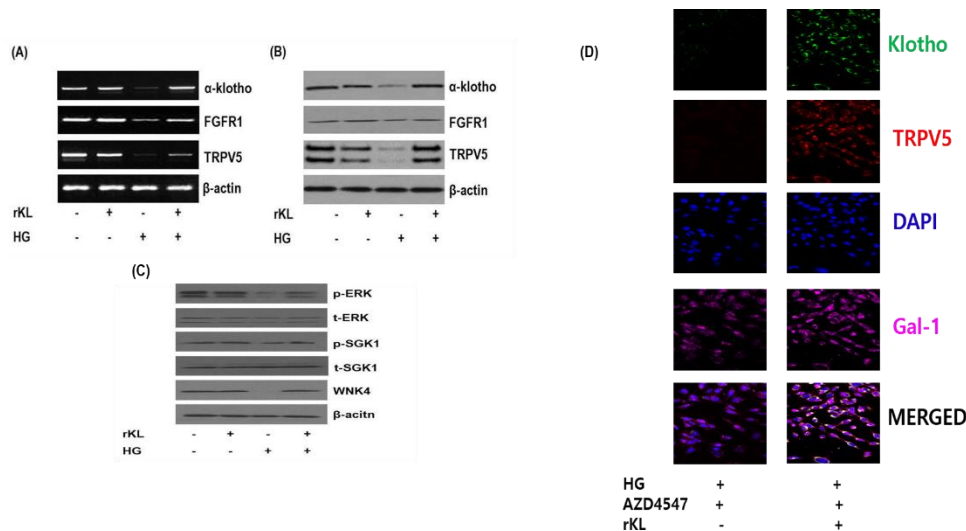 (A)
α-klotho
FGFR1
TRPV5
β-actin
rKL - + - +
HG - - + +
(B)
α-klotho
FGFR1
TRPV5
β-actin
rKL - + - +
HG - - + +
(C)
p-ERK
t-ERK
p-SGK1
t-SGK1
WNK4
β-acitn
rKL - + - +
HG - - + +
(D)
Klotho
TRPV5
DAPI
Gal-1
MERGED
HG + +
AZD4547 + +
rKL - +